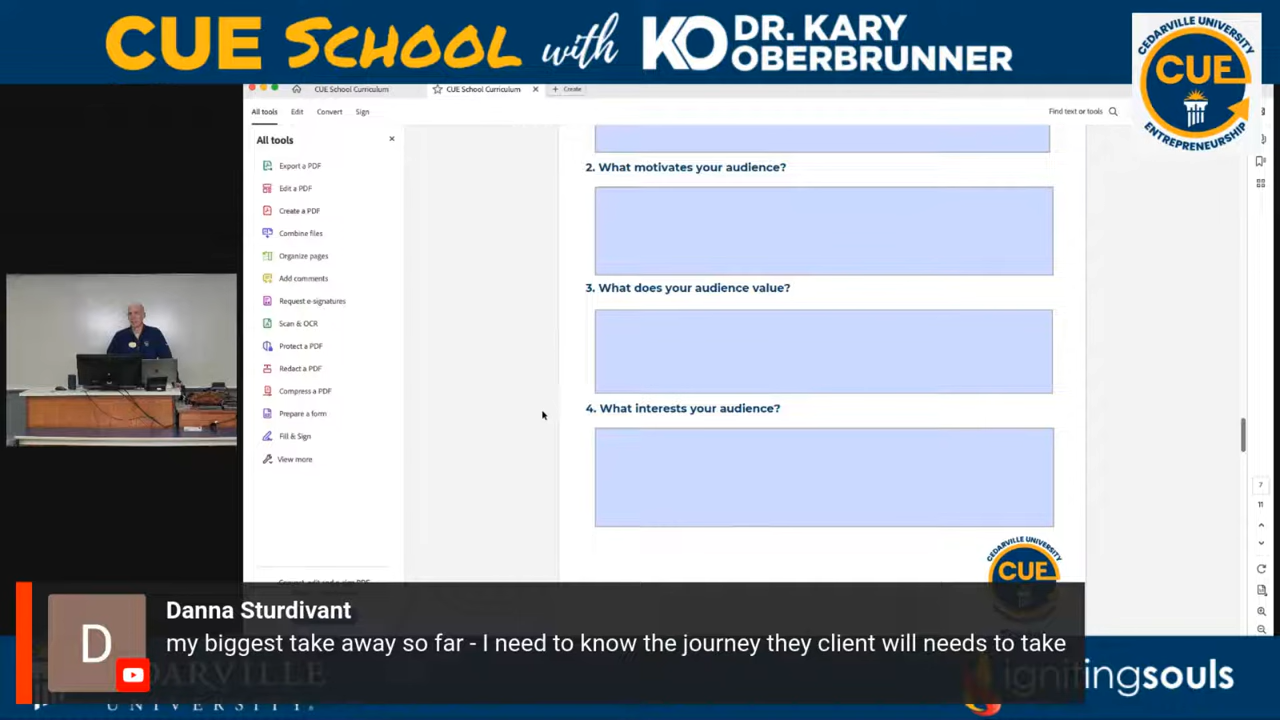 CUE SCHOOL with KO DR. KARY OBERBRUNNER
CEDARVILLE UNIVERSITY
CUE
ENTREPRENEURSHIP
CUE School Curriculum
CUE School Curriculum
Create
All tools
Edit
Convert
Sign
Find text or tools
All tools
Export a PDF
Edit a PDF
Create a PDF
Combine files
Organize pages
Add comments
Request e-signatures
Scan & OCR
Protect a PDF
Redact a PDF
Compress a PDF
Prepare a form
Fill & Sign
View more
2. What motivates your audience?
3. What does your audience value?
4. What interests your audience?
7
11
CEDARVILLE UNIVERSITY
CUE
Danna Sturdivant
D
my biggest take away so far - I need to know the journey they client will needs to take
CEDARVILLE
UNIVERSITY.
ignitingsouls